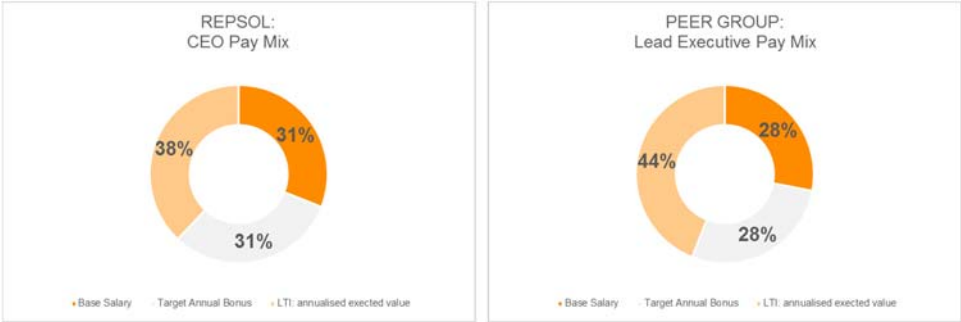 REPSOL:
CEO Pay Mix
31%
38%
31%
Base Salary Target Annual Bonus LTI: annualised exected value
PEER GROUP:
Lead Executive Pay Mix
28%
44%
28%
Base Salary Target Annual Bonus LTI: annualised exected value